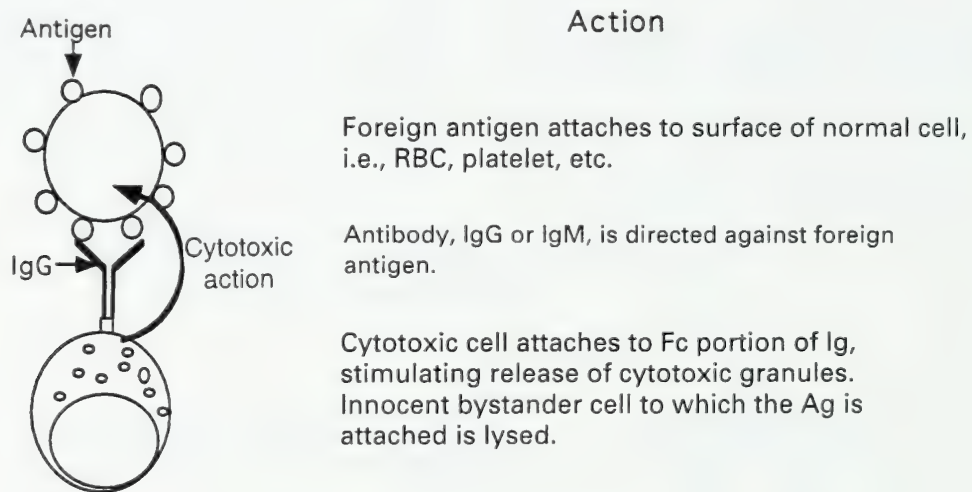 Antigen
Action
Foreign antigen attaches to surface of normal cell,
i.e., RBC, platelet, etc.
Antibody, IgG or IgM, is directed against foreign
antigen.
IgG
Cytotoxic
action
Cytotoxic cell attaches to Fc portion of Ig,
stimulating release of cytotoxic granules.
Innocent bystander cell to which the Ag is
attached is lysed.